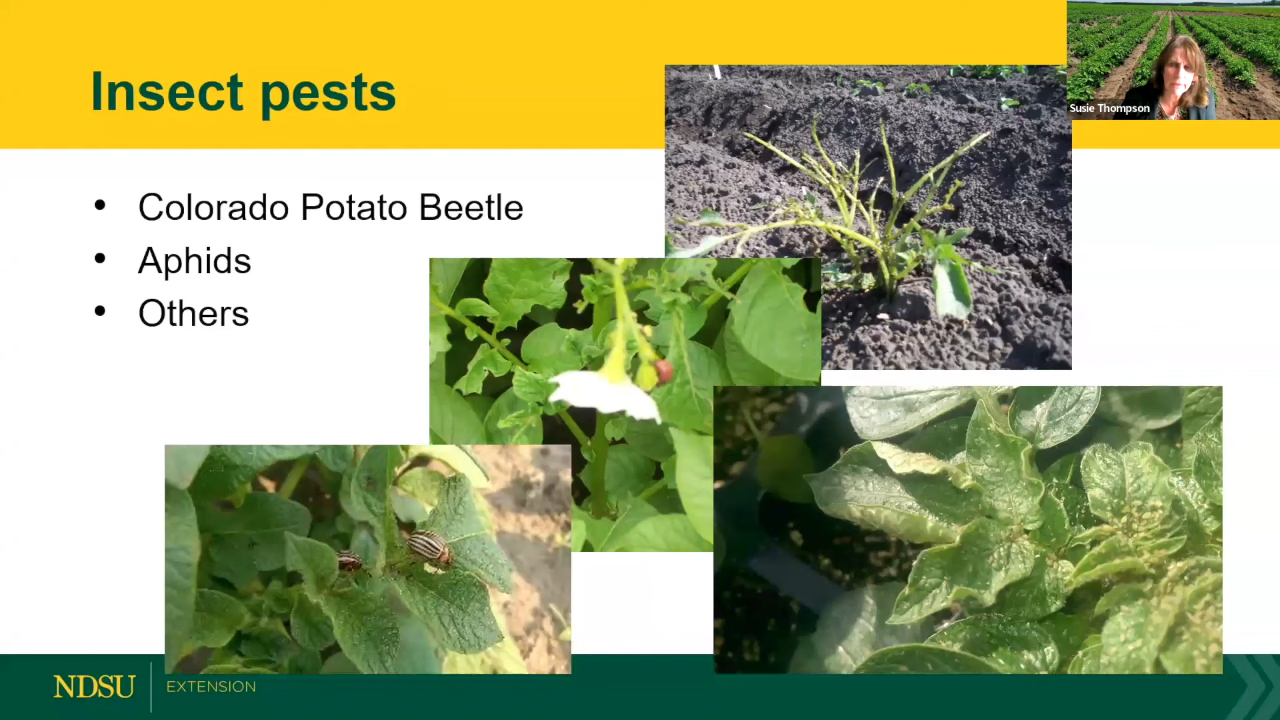 Insect pests
Susie Thompson
• Colorado Potato Beetle
• Aphids
• Others
NDSU
EXTENSION